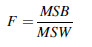 F = MSB / MSW